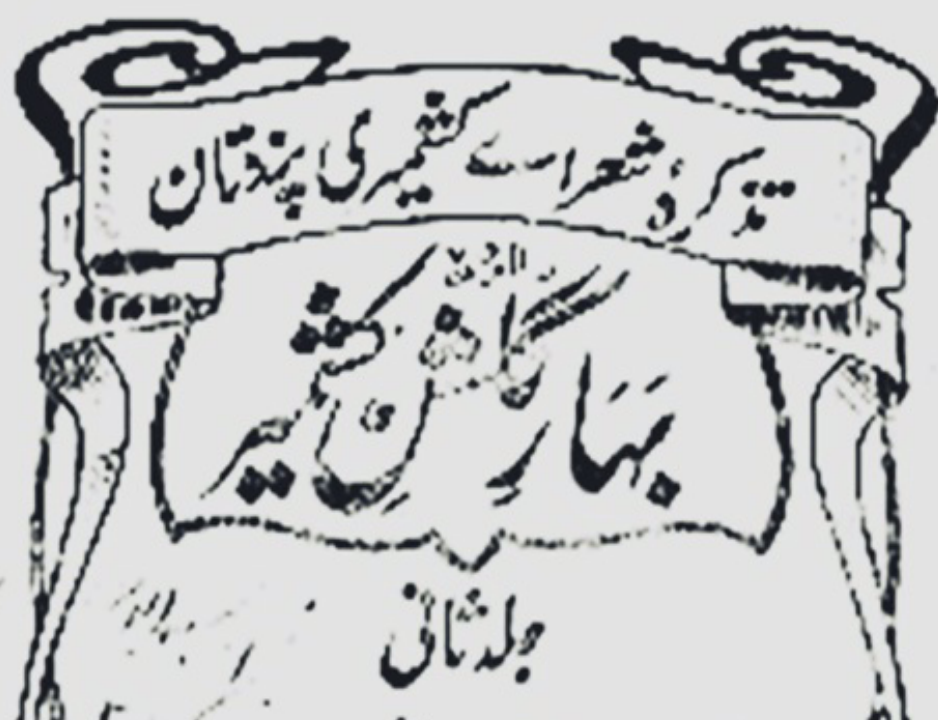 تذکرۂ شعرائے کشمیری پنڈتان
بہارِ گلشنِ کشمیر
جلد ثانی